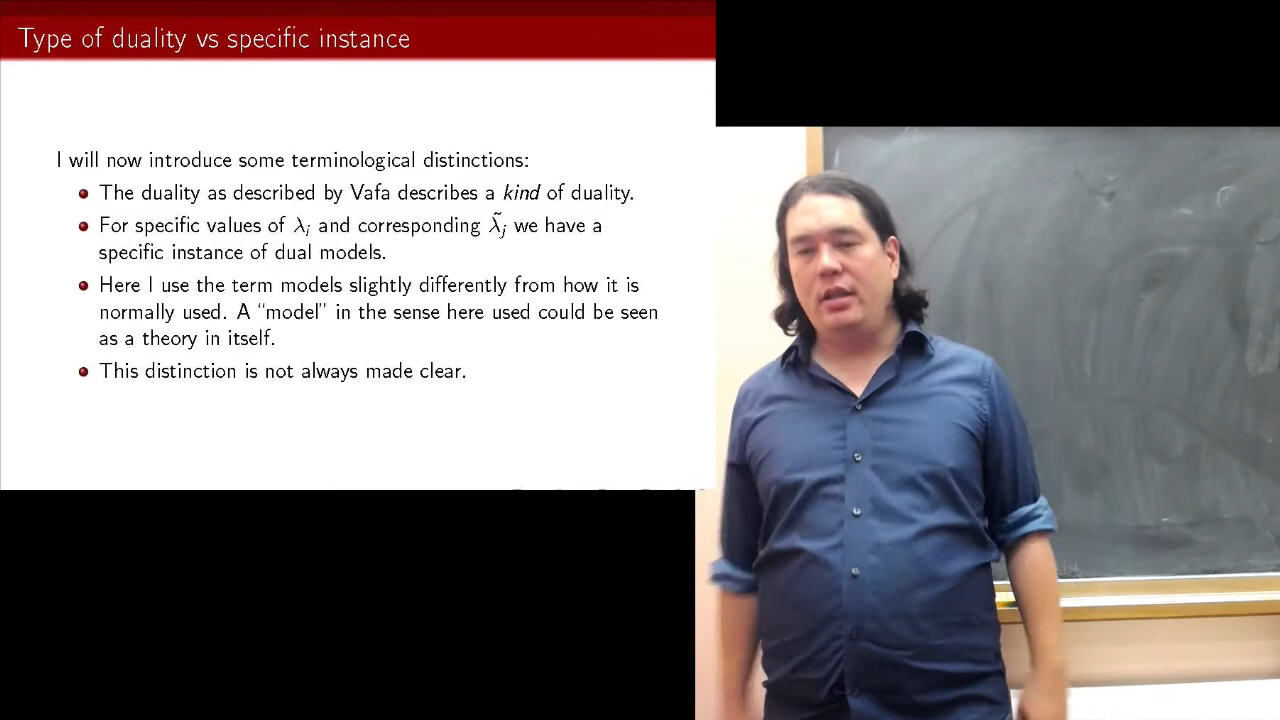 Type of duality vs specific instance
I will now introduce some terminological distinctions:
The duality as described by Vafa describes a kind of duality.
For specific values of λᵢ and corresponding λ̃ⱼ we have a
specific instance of dual models.
Here I use the term models slightly differently from how it is
normally used. A “model” in the sense here used could be seen
as a theory in itself.
This distinction is not always made clear.